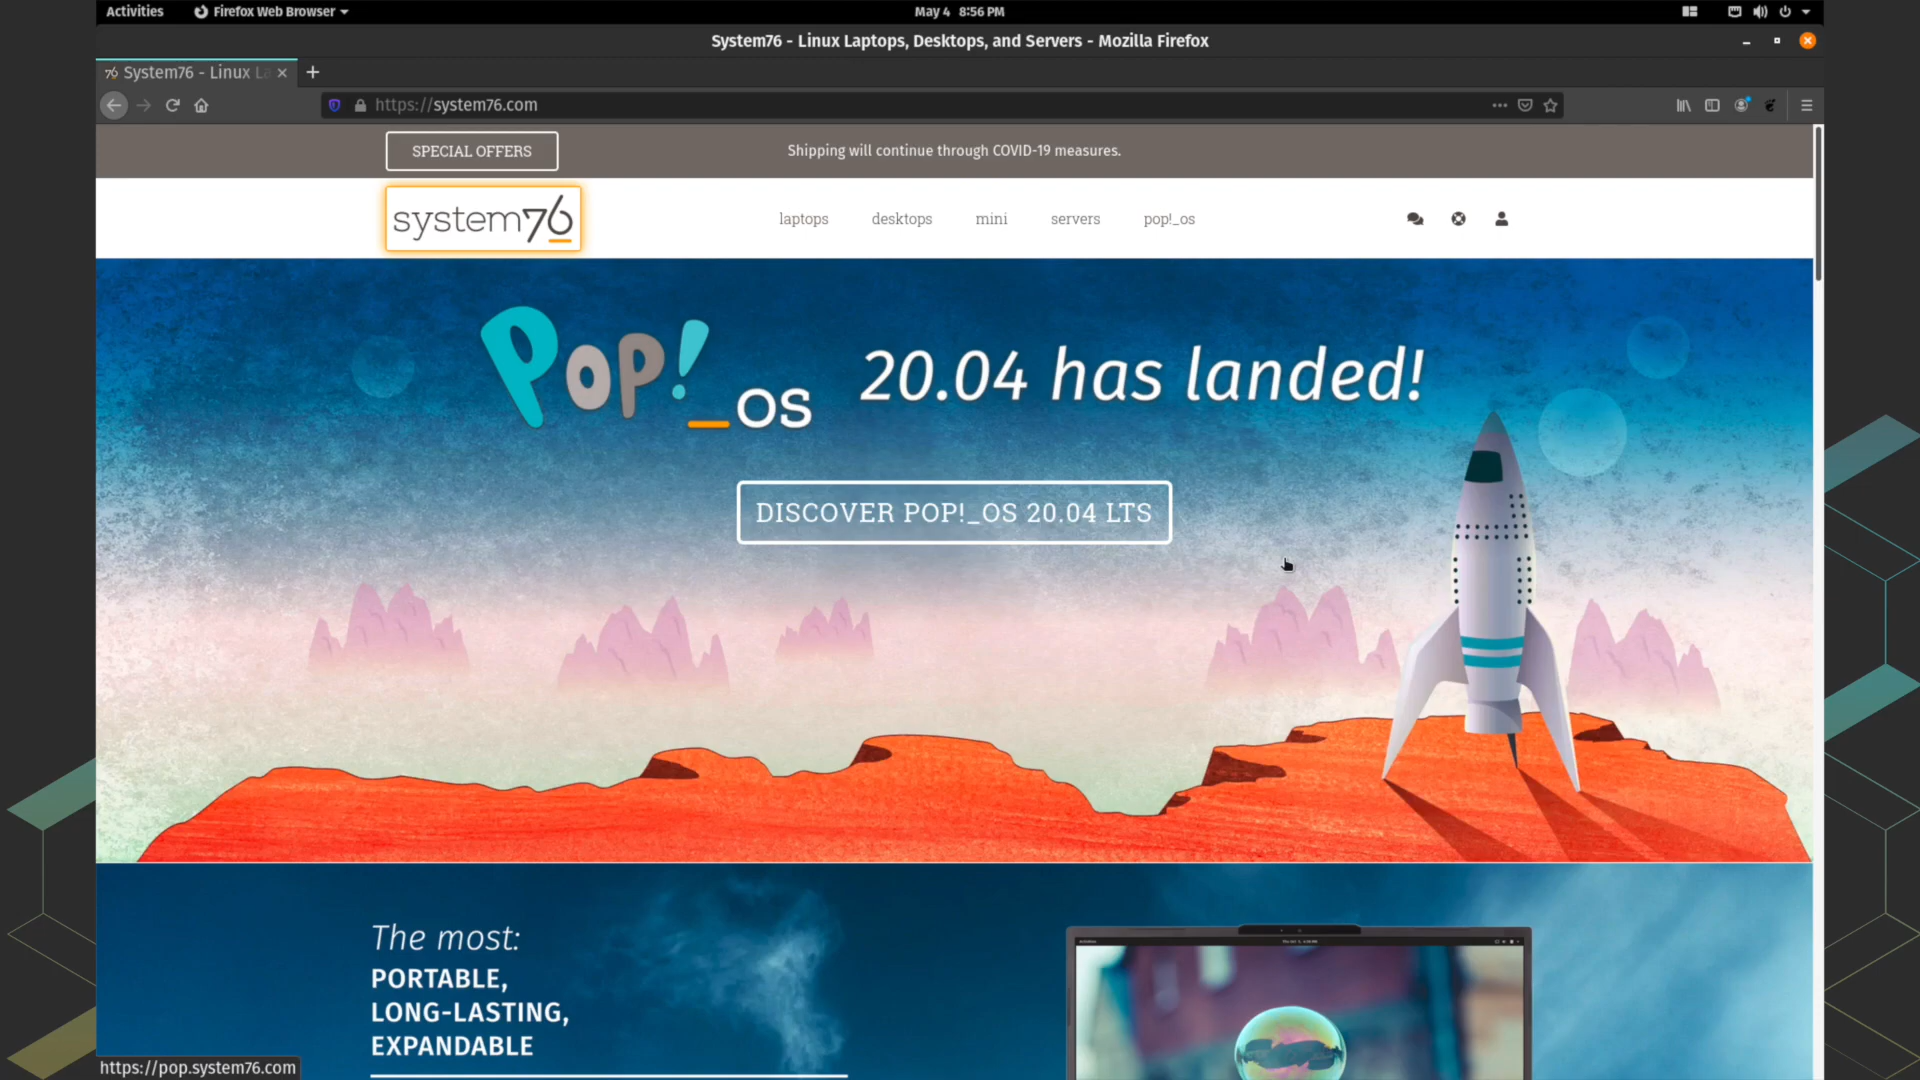 Activities Firefox Web Browser May 4 8:56 PM
System76 - Linux Laptops, Desktops, and Servers - Mozilla Firefox
76 System76 - Linux La
https://system76.com
SPECIAL OFFERS Shipping will continue through COVID-19 measures.
system76 laptops desktops mini servers pop!_os
Pop!_OS 20.04 has landed!
DISCOVER POP!_OS 20.04 LTS
The most:
PORTABLE,
LONG-LASTING,
EXPANDABLE
https://pop.system76.com